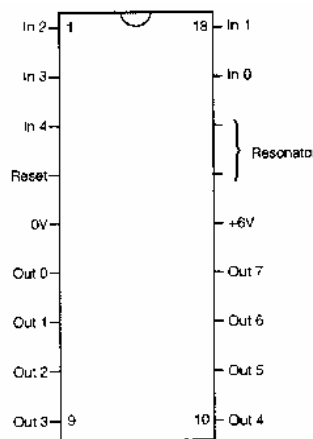 In 2 1 18 In 1
In 3 In 0
In 4
Resonator
Reset
0V +6V
Out 0 Out 7
Out 1 Out 6
Out 2 Out 5
Out 3 9 10 Out 4